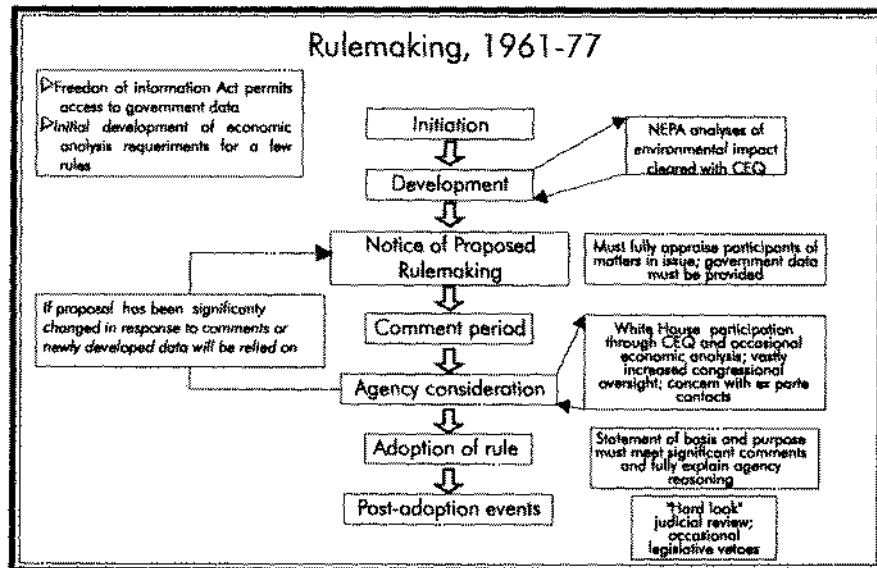 Rulemaking, 1961-77
▷Freedon of information Act permits
access to government data
▷Initial development of economic
analysis requeriments for a few
rules
Initiation
NEPA analyses of
environmental impact
cleared with CEQ
Development
Notice of Proposed
Rulemaking
Must fully appraise participants of
matters in issue; government data
must be provided
If proposal has been significanly
changed in response to comments or
newly developed data will be relied on
Comment period
White House participation
through CEQ and occasional
economic analysis; vastly
increased congressional
oversight; concern with ex parte
contacts
Agency consideration
Adoption of rule
Statement of basis and purpose
must meet significant comments
and fully explain agency
reasoning
Post-adoption events
"Hard look"
judicial review;
occasional
legislative vetoes